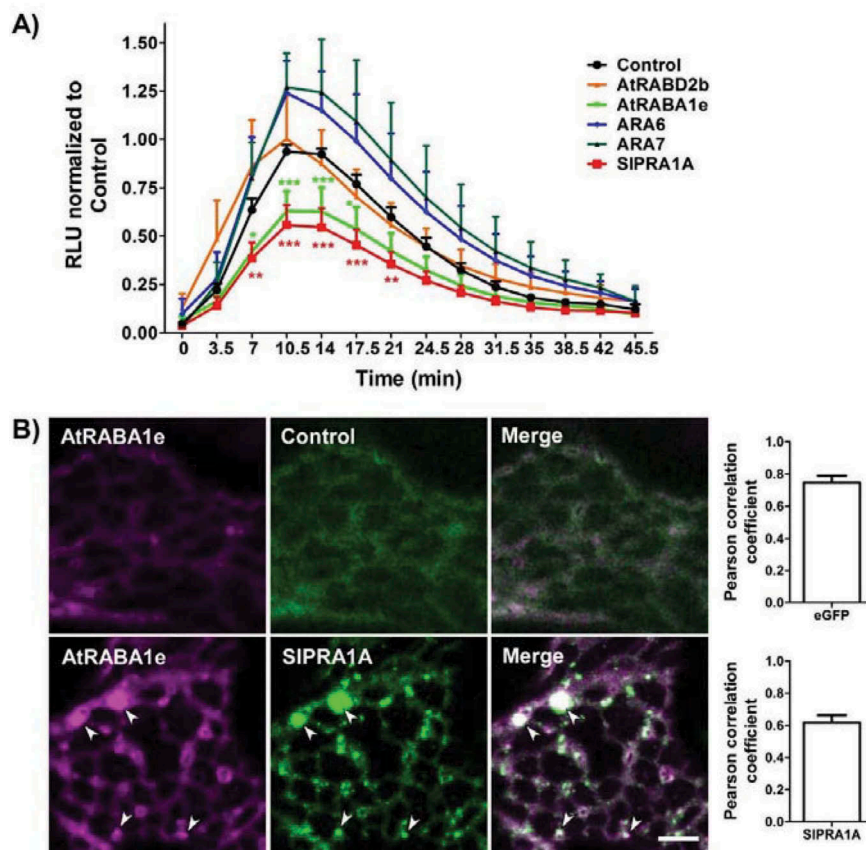 A)
RLU normalized to
Control
1.50
1.25
1.00
0.75
0.50
0.25
0.00
*
***
***
*
**
***
***
***
**
0 3.5 7 10.5 14 17.5 21 24.5 28 31.5 35 38.5 42 45.5
Time (min)
Control
AtRABD2b
AtRABA1e
ARA6
ARA7
SlPRA1A
B)
AtRABA1e
Control
Merge
Pearson correlation
coefficient
1.0
0.8
0.6
0.4
0.2
0.0
eGFP
AtRABA1e
SlPRA1A
Merge
Pearson correlation
coefficient
1.0
0.8
0.6
0.4
0.2
0.0
SlPRA1A